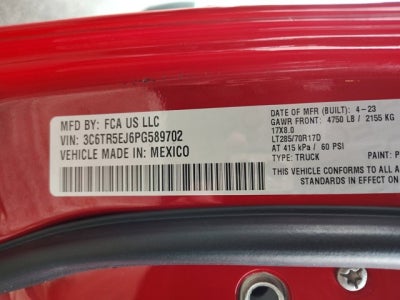 MFD BY: FCA US LLC
VIN: 3C6TR5EJ6PG589702
VEHICLE MADE IN: MEXICO
DATE OF MFR (BUILT): 4-23
GAWR FRONT: 4750 LB / 2155 KG
17X8.0
LT285/70R17D
AT 415 kPa / 60 PSI
TYPE: TRUCK PAINT: P
THIS VEHICLE CONFORMS TO ALL
STANDARDS IN EFFECT ON